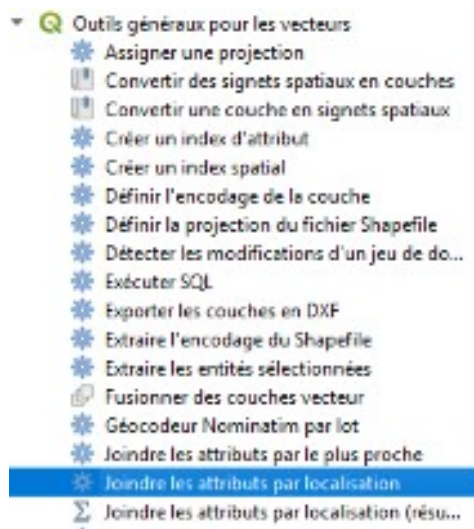 Outils généraux pour les vecteurs
Assigner une projection
Convertir des signets spatiaux en couches
Convertir une couche en signets spatiaux
Créer un index d'attribut
Créer un index spatial
Définir l'encodage de la couche
Définir la projection du fichier Shapefile
Détecter les modifications d'un jeu de do...
Exécuter SQL
Exporter les couches en DXF
Extraire l'encodage du Shapefile
Extraire les entités sélectionnées
Fusionner des couches vecteur
Géocodeur Nominatim par lot
Joindre les attributs par le plus proche
Joindre les attributs par localisation
Joindre les attributs par localisation (résu...